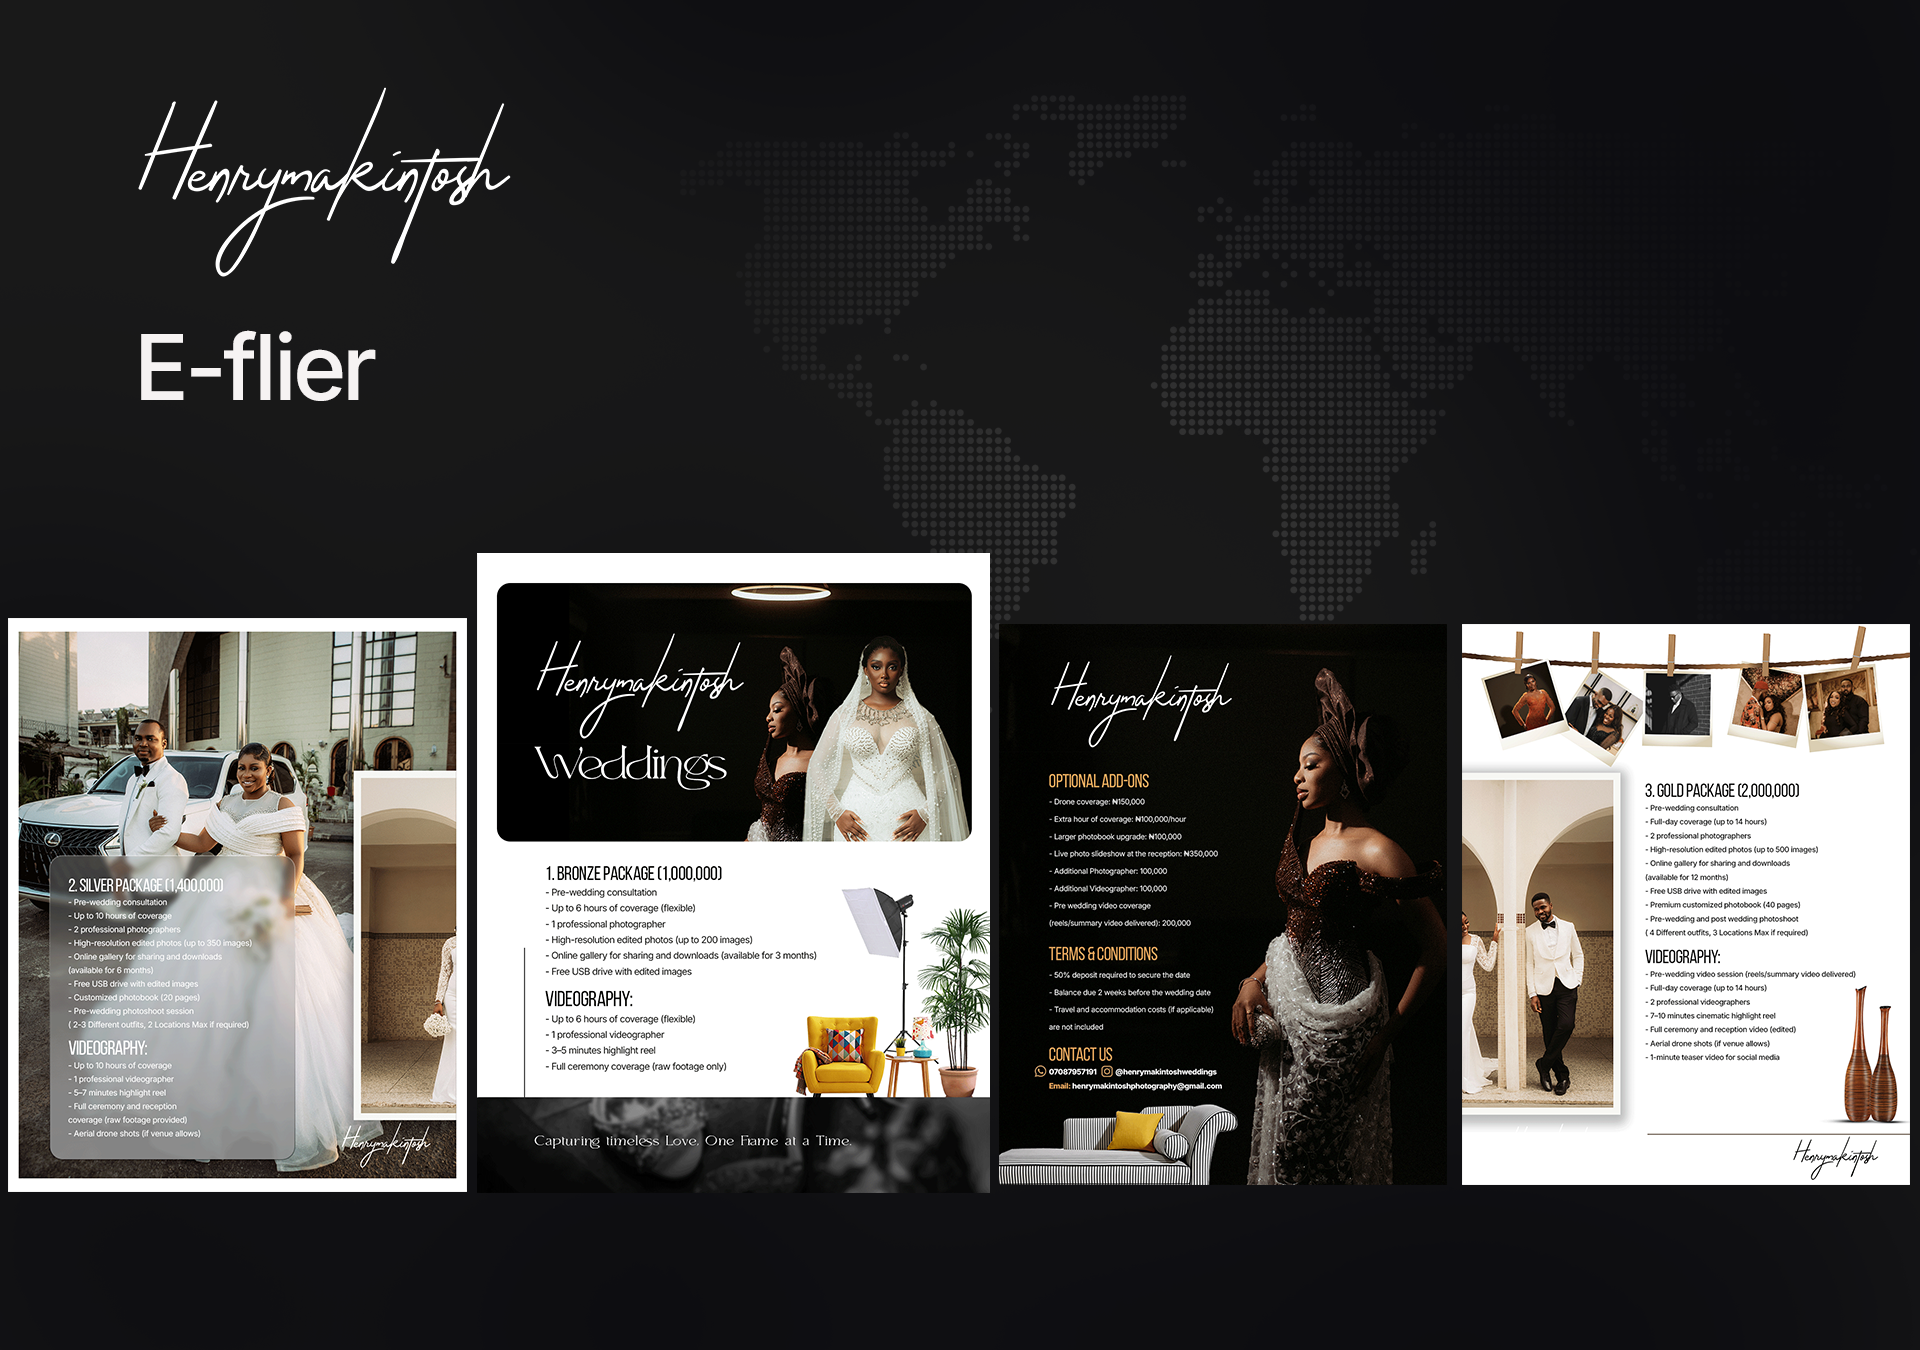 Henrymakintosh
E-flier
2. SILVER PACKAGE (1,400,000)
- Pre-wedding consultation
- Up to 10 hours of coverage
- 2 professional photographers
- High-resolution edited photos (up to 350 images)
- Online gallery for sharing and downloads
(available for 6 months)
- Free USB drive with edited images
- Customized photobook (20 pages)
- Pre-wedding photoshoot session
( 2-3 Different outfits, 2 Locations Max if required)
VIDEOGRAPHY:
- Up to 10 hours of coverage
- 1 professional videographer
- 5–7 minutes highlight reel
- Full ceremony and reception
coverage (raw footage provided)
- Aerial drone shots (if venue allows)
Henrymakintosh
Henrymakintosh
Weddings
1. BRONZE PACKAGE (1,000,000)
- Pre-wedding consultation
- Up to 6 hours of coverage (flexible)
- 1 professional photographer
- High-resolution edited photos (up to 200 images)
- Online gallery for sharing and downloads (available for 3 months)
- Free USB drive with edited images
VIDEOGRAPHY:
- Up to 6 hours of coverage (flexible)
- 1 professional videographer
- 3–5 minutes highlight reel
- Full ceremony coverage (raw footage only)
Capturing timeless Love. One Frame at a Time.
Henrymakintosh
OPTIONAL ADD-ONS
- Drone coverage: ₦150,000
- Extra hour of coverage: ₦100,000/hour
- Larger photobook upgrade: ₦100,000
- Live photo slideshow at the reception: ₦350,000
- Additional Photographer: 100,000
- Additional Videographer: 100,000
- Pre wedding video coverage
(reels/summary video delivered): 200,000
TERMS & CONDITIONS
- 50% deposit required to secure the date
- Balance due 2 weeks before the wedding date
- Travel and accommodation costs (if applicable)
are not included
CONTACT US
07087957191 @henrymakintoshweddings
Email: henrymakintoshphotography@gmail.com
3. GOLD PACKAGE (2,000,000)
- Pre-wedding consultation
- Full-day coverage (up to 14 hours)
- 2 professional photographers
- High-resolution edited photos (up to 500 images)
- Online gallery for sharing and downloads
(available for 12 months)
- Free USB drive with edited images
- Premium customized photobook (40 pages)
- Pre-wedding and post wedding photoshoot
( 4 Different outfits, 3 Locations Max if required)
VIDEOGRAPHY:
- Pre-wedding video session (reels/summary video delivered)
- Full-day coverage (up to 14 hours)
- 2 professional videographers
- 7–10 minutes cinematic highlight reel
- Full ceremony and reception video (edited)
- Aerial drone shots (if venue allows)
- 1-minute teaser video for social media
Henrymakintosh